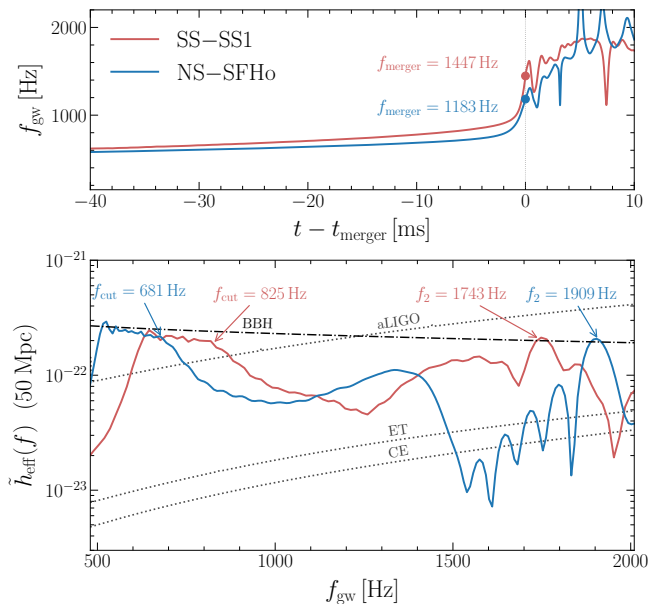 2000
1000
f_gw [Hz]
SS−SS1
NS−SFHo
f_merger = 1447 Hz
f_merger = 1183 Hz
−40 −30 −20 −10 0 10
t − t_merger [ms]
10^−21
10^−22
10^−23
h̃_eff(f) (50 Mpc)
f_cut = 681 Hz
f_cut = 825 Hz
f_2 = 1743 Hz
f_2 = 1909 Hz
BBH
aLIGO
ET
CE
500 1000 1500 2000
f_gw [Hz]